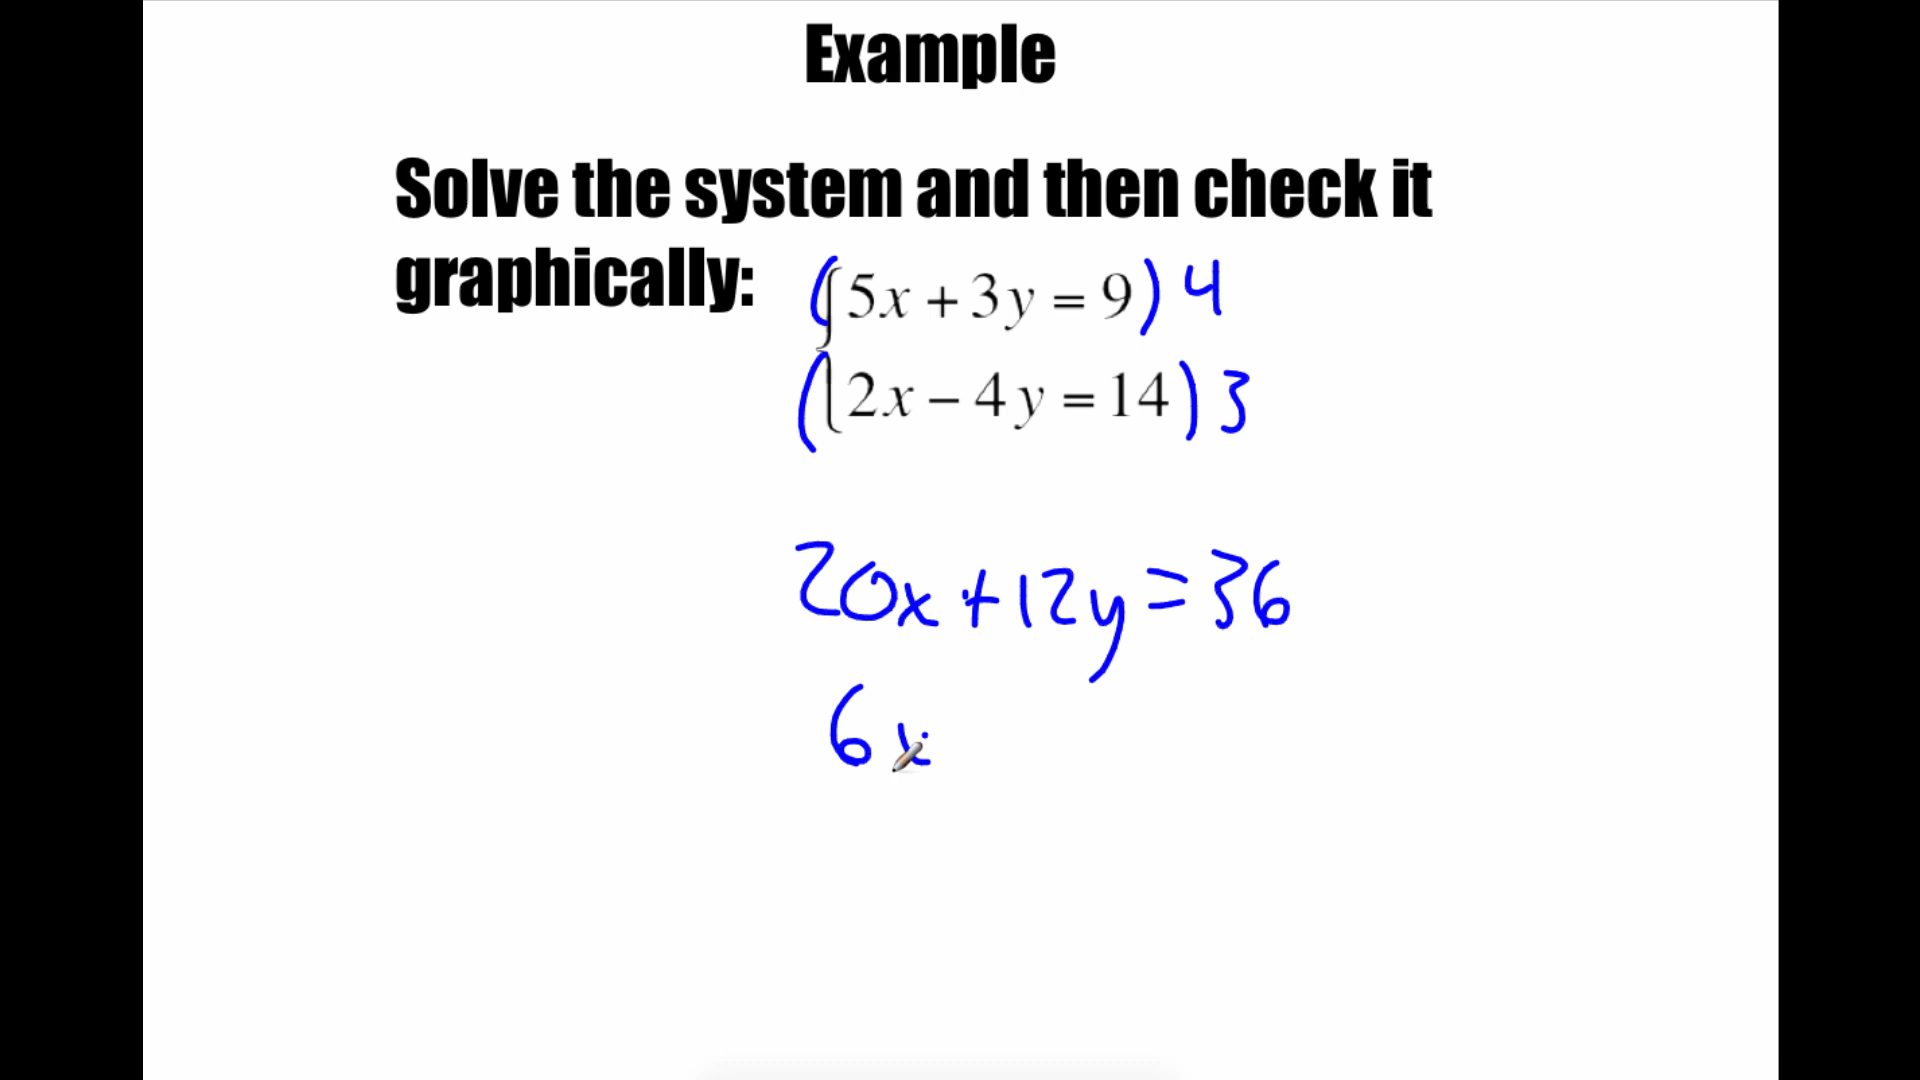 Example
Solve the system and then check it
graphically:
(5x + 3y = 9) 4
(2x − 4y = 14) 3
20x + 12y = 36
6x